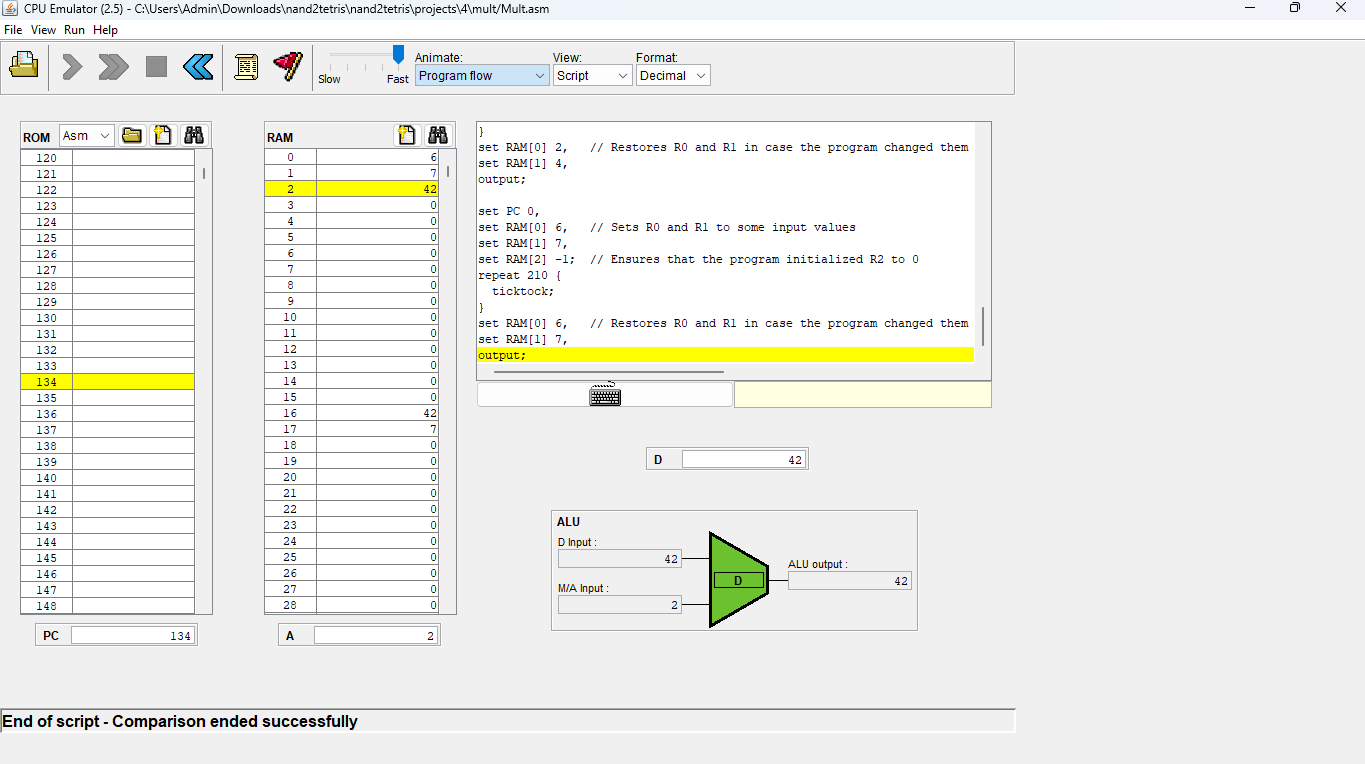 CPU Emulator (2.5) - C:\Users\Admin\Downloads\nand2tetris\nand2tetris\projects\4\mult/Mult.asm
File View Run Help
Slow Fast
Animate: View: Format:
Program flow Script Decimal
ROM Asm
120
121
122
123
124
125
126
127
128
129
130
131
132
133
134
135
136
137
138
139
140
141
142
143
144
145
146
147
148
PC 134
RAM
0 6
1 7
2 42
3 0
4 0
5 0
6 0
7 0
8 0
9 0
10 0
11 0
12 0
13 0
14 0
15 0
16 42
17 7
18 0
19 0
20 0
21 0
22 0
23 0
24 0
25 0
26 0
27 0
28 0
A 2
}
set RAM[0] 2,   // Restores R0 and R1 in case the program changed them
set RAM[1] 4,
output;
set PC 0,
set RAM[0] 6,   // Sets R0 and R1 to some input values
set RAM[1] 7,
set RAM[2] -1;  // Ensures that the program initialized R2 to 0
repeat 210 {
  ticktock;
}
set RAM[0] 6,   // Restores R0 and R1 in case the program changed them
set RAM[1] 7,
output;
D 42
ALU
D Input :
42
M/A Input :
2
D
ALU output :
42
End of script - Comparison ended successfully